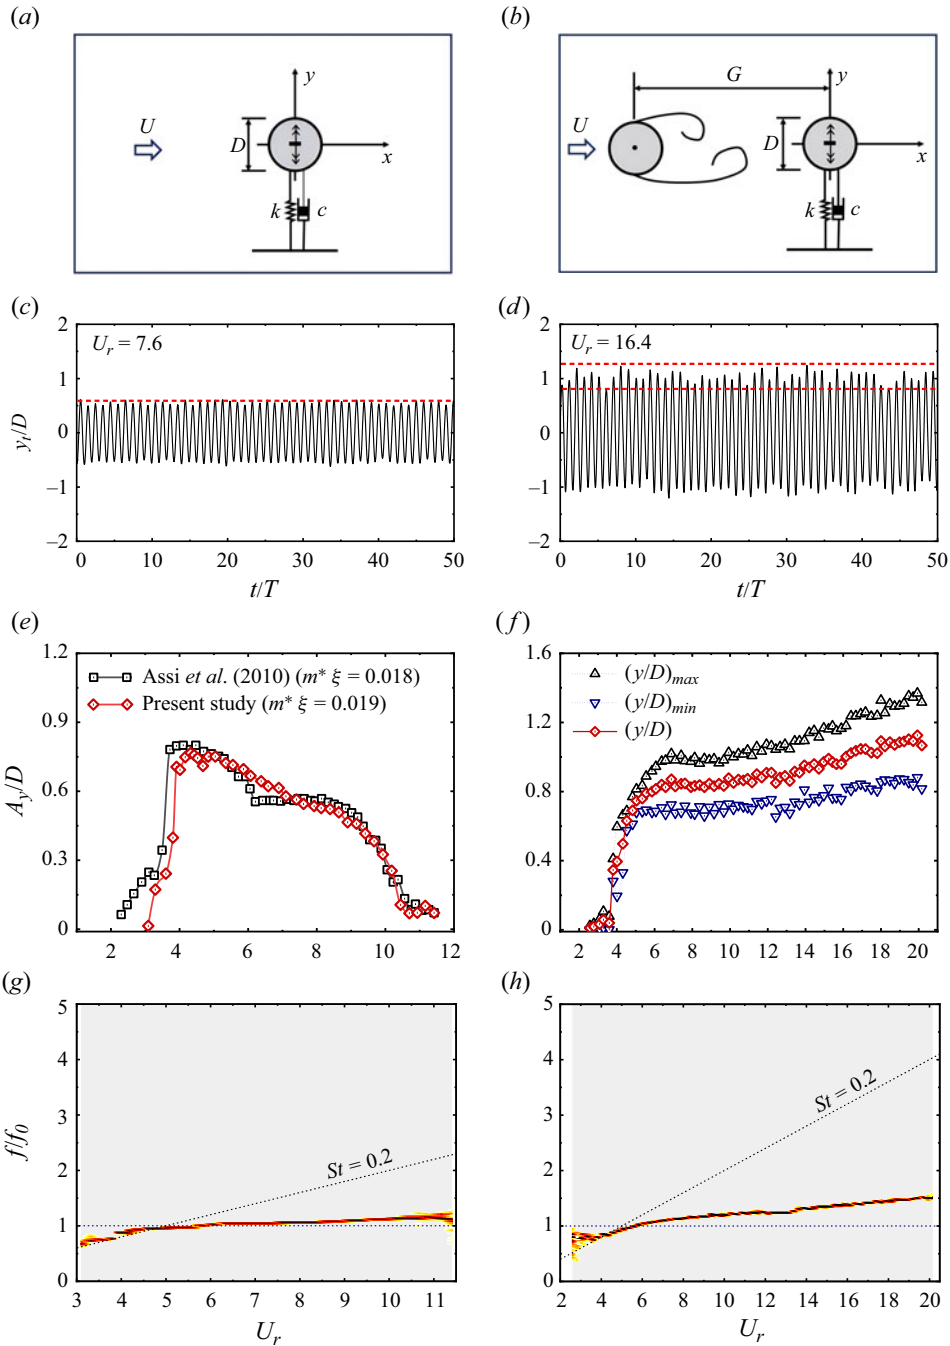 (a)
(b)
U
D
y
x
k
c
G
U
D
y
x
k
c
(c)
(d)
U_r = 7.6
2
1
0
–1
–2
y_t/D
0 10 20 30 40 50
t/T
U_r = 16.4
2
1
0
–1
–2
0 10 20 30 40 50
t/T
(e)
(f)
1.2
0.9
0.6
0.3
0
A_y/D
Assi et al. (2010) (m* ξ = 0.018)
Present study (m* ξ = 0.019)
2 4 6 8 10 12
1.6
1.2
0.8
0.4
0
(y/D)max
(y/D)min
(y/D)
2 4 6 8 10 12 14 16 18 20
(g)
(h)
5
4
3
2
1
0
f/f0
St = 0.2
3 4 5 6 7 8 9 10 11
U_r
5
4
3
2
1
0
St = 0.2
2 4 6 8 10 12 14 16 18 20
U_r